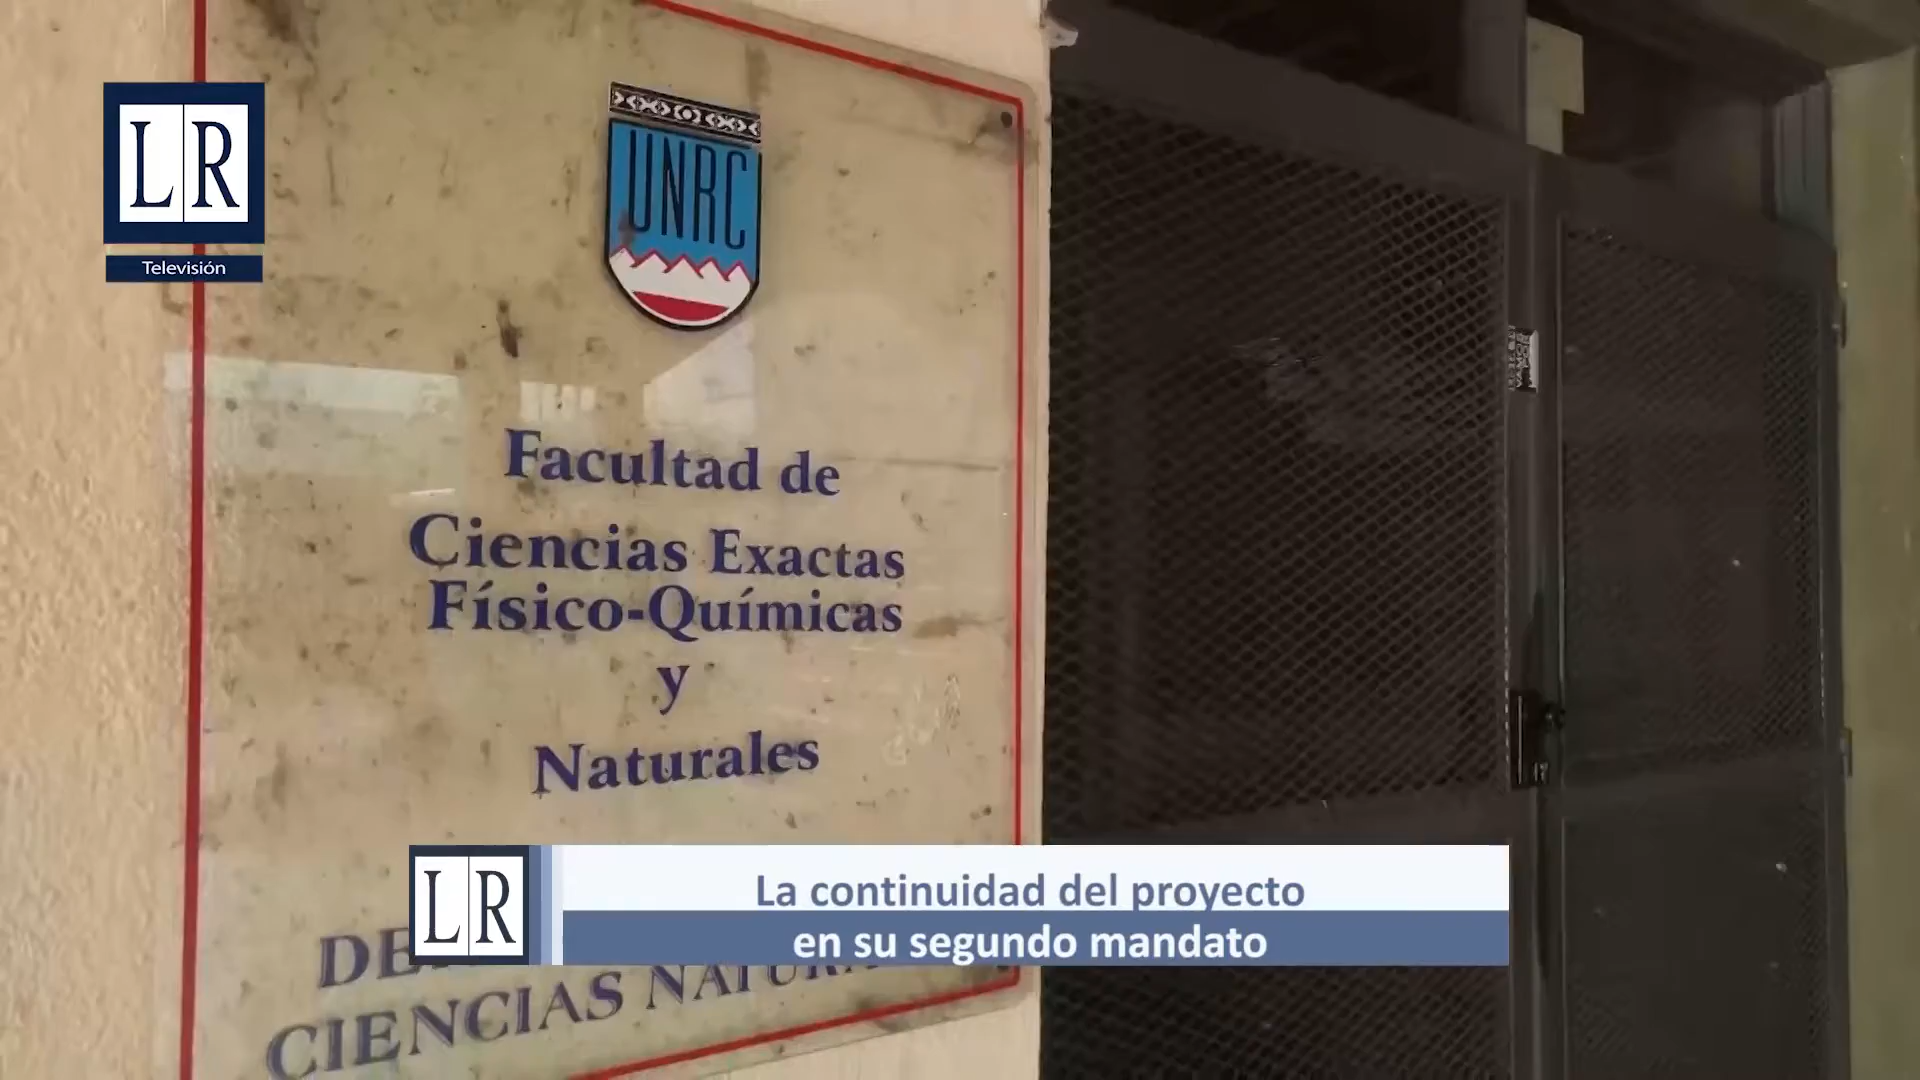 LR
Televisión
UNRC
Facultad de
Ciencias Exactas
Físico-Químicas
y
Naturales
CIENCIAS
LR
La continuidad del proyecto
en su segundo mandato